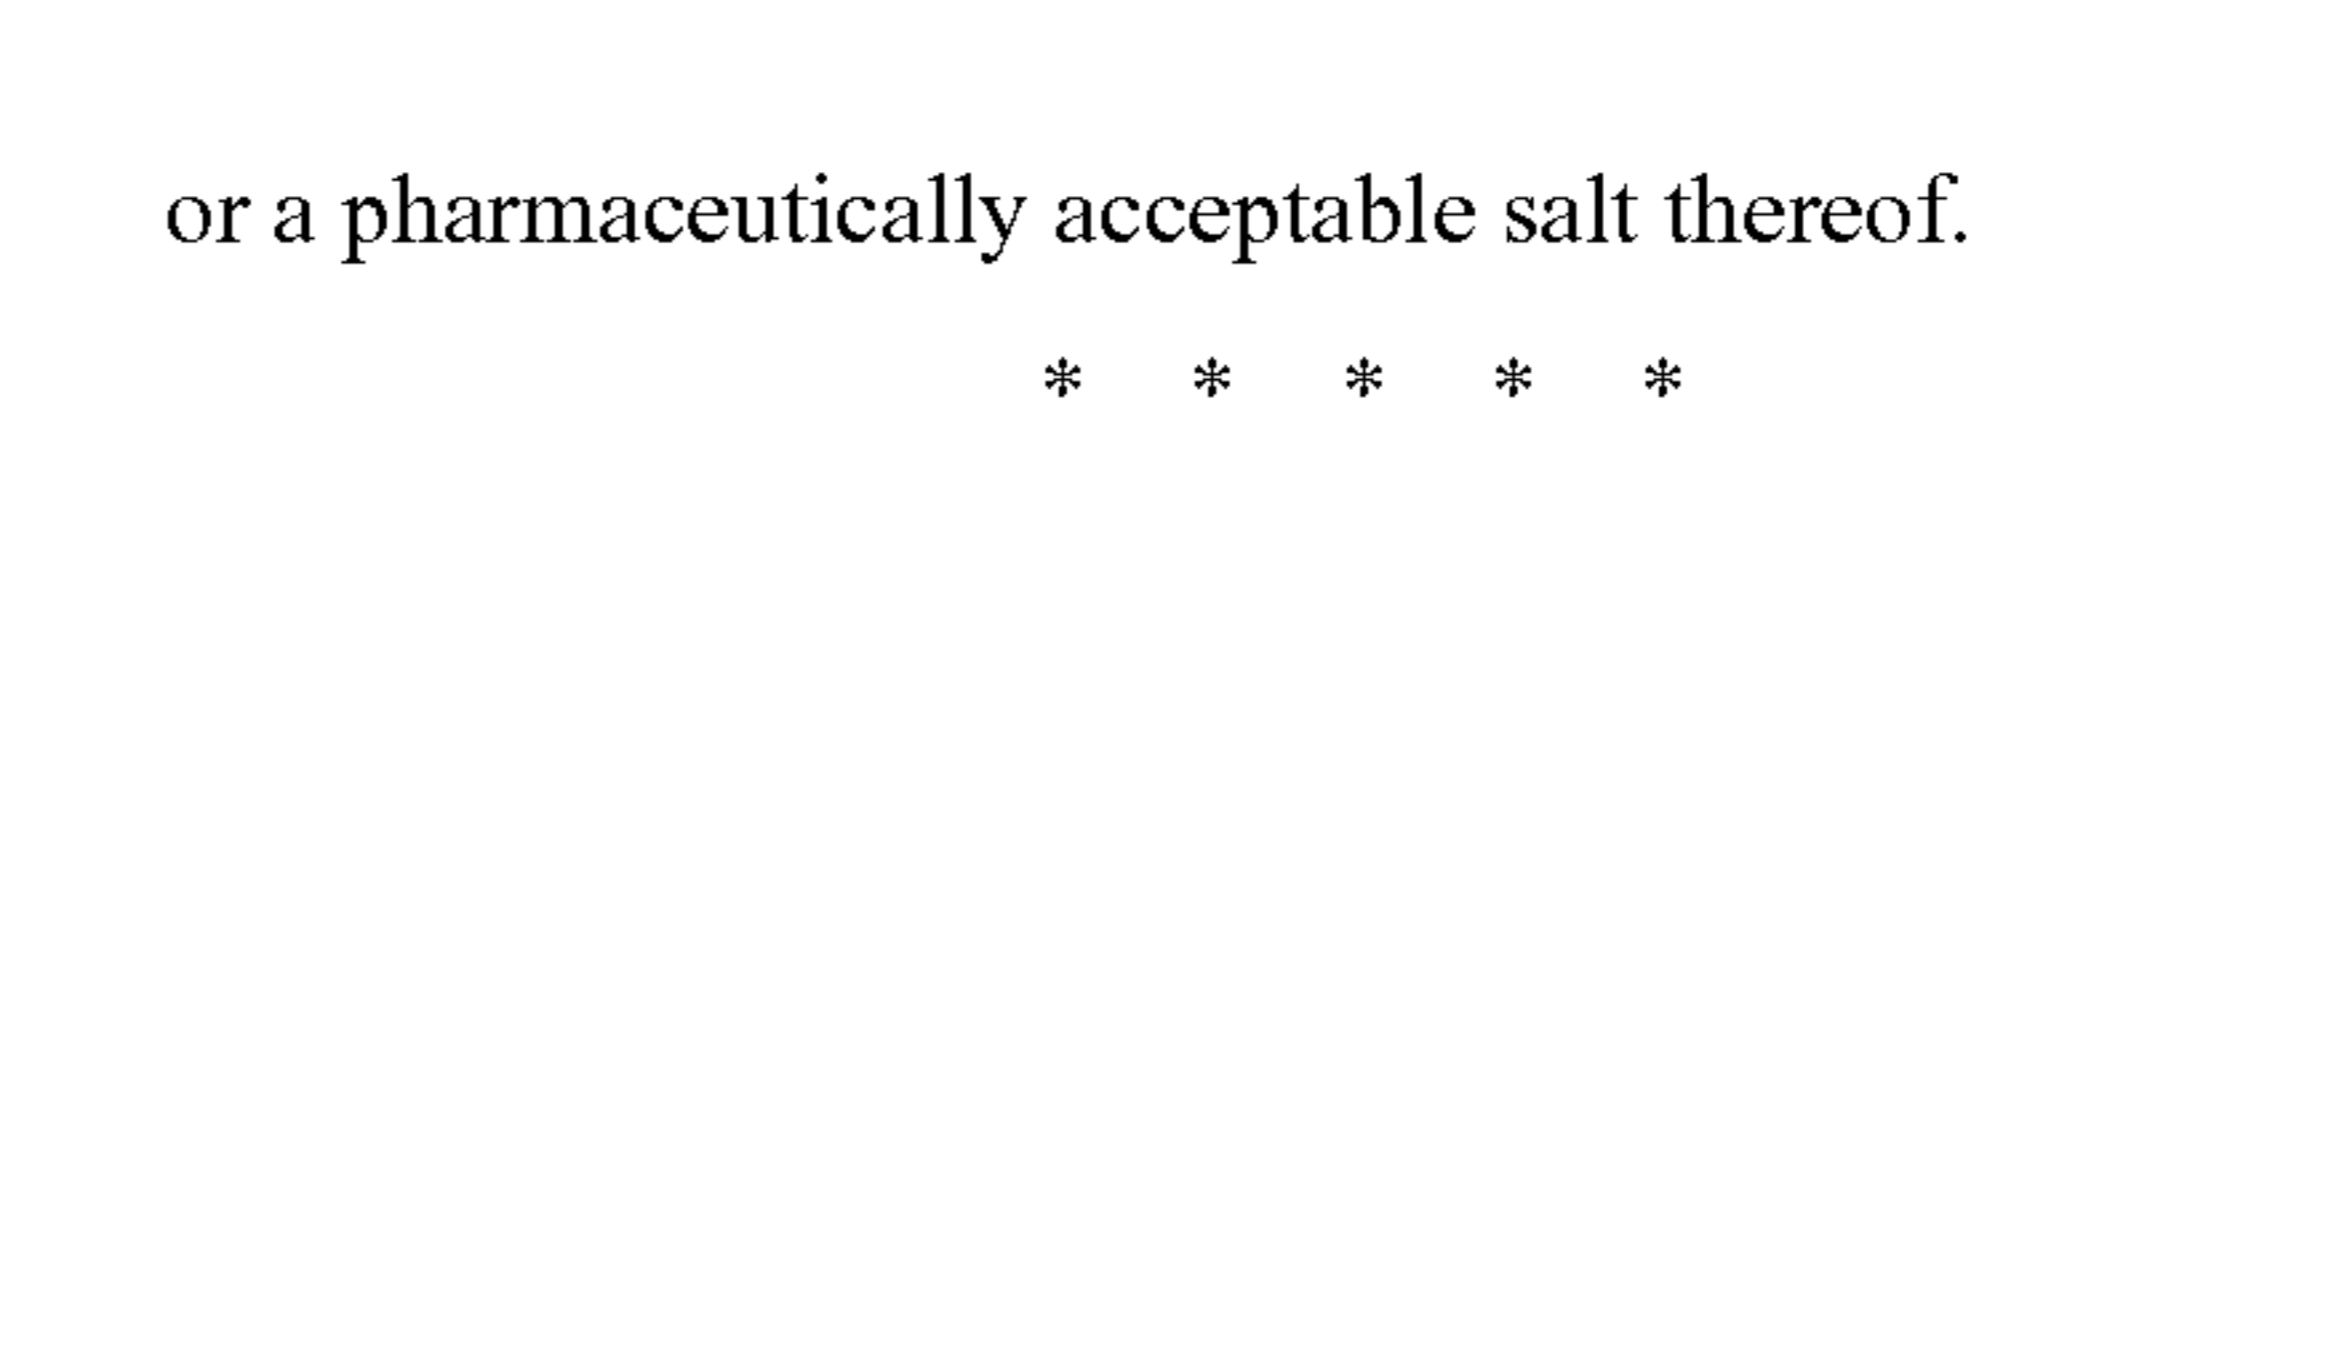 or a pharmaceutically acceptable salt thereof.
* * * * *